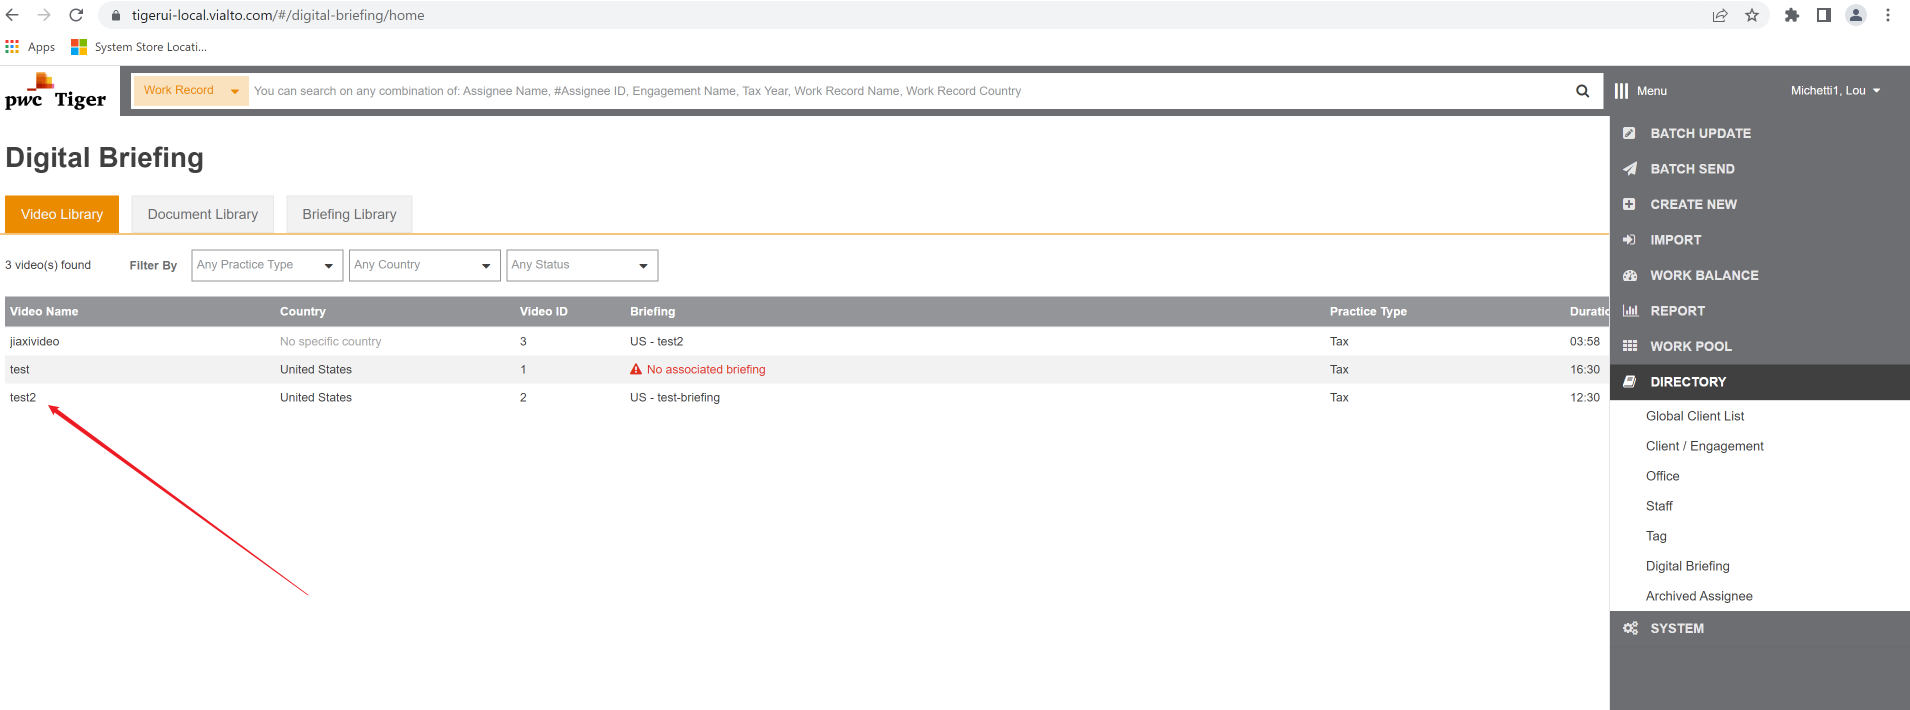 tigerui-local.vialto.com/#/digital-briefing/home
Apps
System Store Locati...
pwc Tiger
Work Record
You can search on any combination of: Assignee Name, #Assignee ID, Engagement Name, Tax Year, Work Record Name, Work Record Country
Menu
Michetti1, Lou
Digital Briefing
Video Library
Document Library
Briefing Library
3 video(s) found
Filter By
Any Practice Type
Any Country
Any Status
Video Name Country Video ID Briefing Practice Type Duratio
jiaxivideo No specific country 3 US - test2 Tax 03:58
test United States 1 No associated briefing Tax 16:30
test2 United States 2 US - test-briefing Tax 12:30
BATCH UPDATE
BATCH SEND
CREATE NEW
IMPORT
WORK BALANCE
REPORT
WORK POOL
DIRECTORY
Global Client List
Client / Engagement
Office
Staff
Tag
Digital Briefing
Archived Assignee
SYSTEM